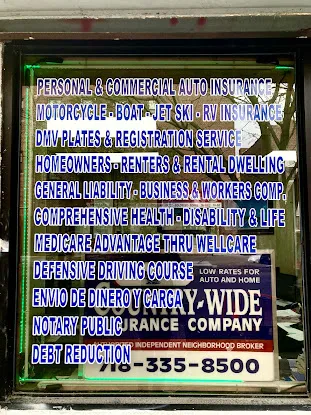 PERSONAL & COMMERCIAL AUTO INSURANCE
MOTORCYCLE - BOAT - JET SKI - RV INSURANCE
DMV PLATES & REGISTRATION SERVICE
HOMEOWNERS - RENTERS & RENTAL DWELLING
GENERAL LIABILITY - BUSINESS & WORKERS COMP.
COMPREHENSIVE HEALTH - DISABILITY & LIFE
MEDICARE ADVANTAGE THRU WELLCARE
DEFENSIVE DRIVING COURSE
ENVIO DE DINERO Y CARGA
NOTARY PUBLIC
DEBT REDUCTION
LOW RATES FOR
AUTO AND HOME
COUNTRY-WIDE
INSURANCE COMPANY
AUTHORIZED INDEPENDENT NEIGHBORHOOD BROKER
718-335-8500